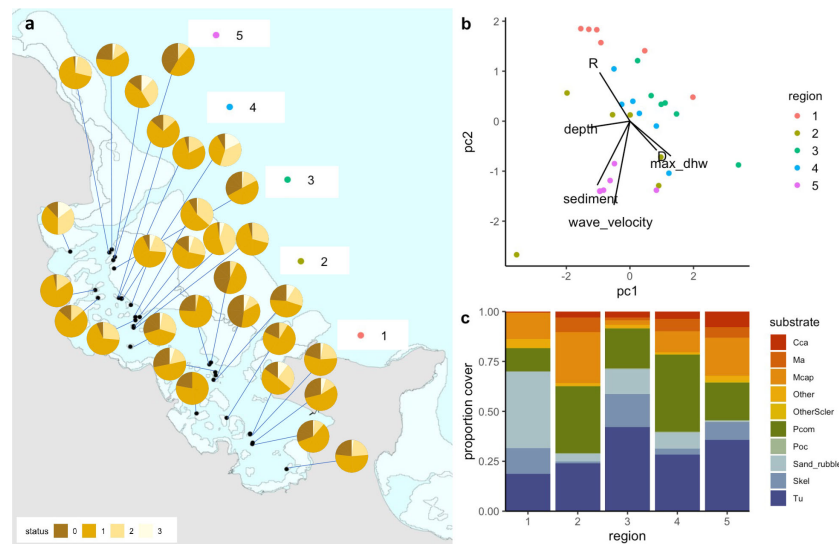 a
5
4
3
2
1
status 0 1 2 3
b
2
1
0
-1
-2
pc2
R
depth
D
max_dhw
sediment
wave_velocity
-2 0 2
pc1
region
1
2
3
4
5
c
1.00
0.75
0.50
0.25
0.00
proportion cover
1 2 3 4 5
region
substrate
Cca
Ma
Mcap
Other
OtherScler
Pcom
Poc
Sand_rubble
Skel
Tu